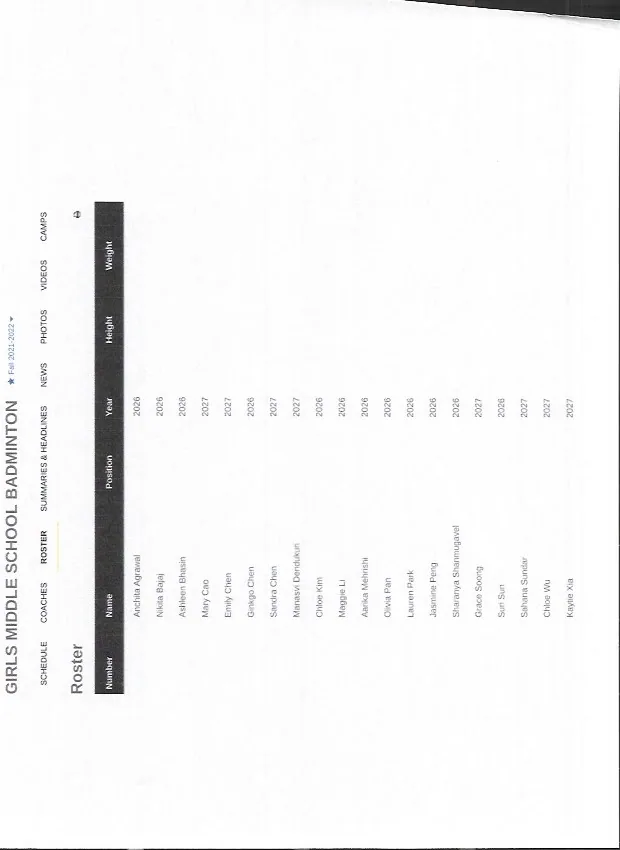 GIRLS MIDDLE SCHOOL BADMINTON ★ Fall 2021-2022
SCHEDULE COACHES ROSTER SUMMARIES & HEADLINES NEWS PHOTOS VIDEOS CAMPS
Roster
Number Name Position Year Height Weight
Anchita Agrawal 2026
Nikita Bajaj 2026
Ashleen Bhasin 2026
Mary Cao 2027
Emily Chen 2027
Ginkgo Chen 2026
Sandra Chen 2026
Manasvi Dendukuri 2027
Chloe Kim 2026
Maggie Li 2026
Aarika Mehrishi 2026
Olivia Pan 2026
Lauren Park 2026
Jasmine Peng 2026
Sharanya Shanmugavel 2026
Grace Soong 2027
Suri Sun 2026
Sahana Sundar 2027
Chloe Wu 2027
Kaylie Xia 2027